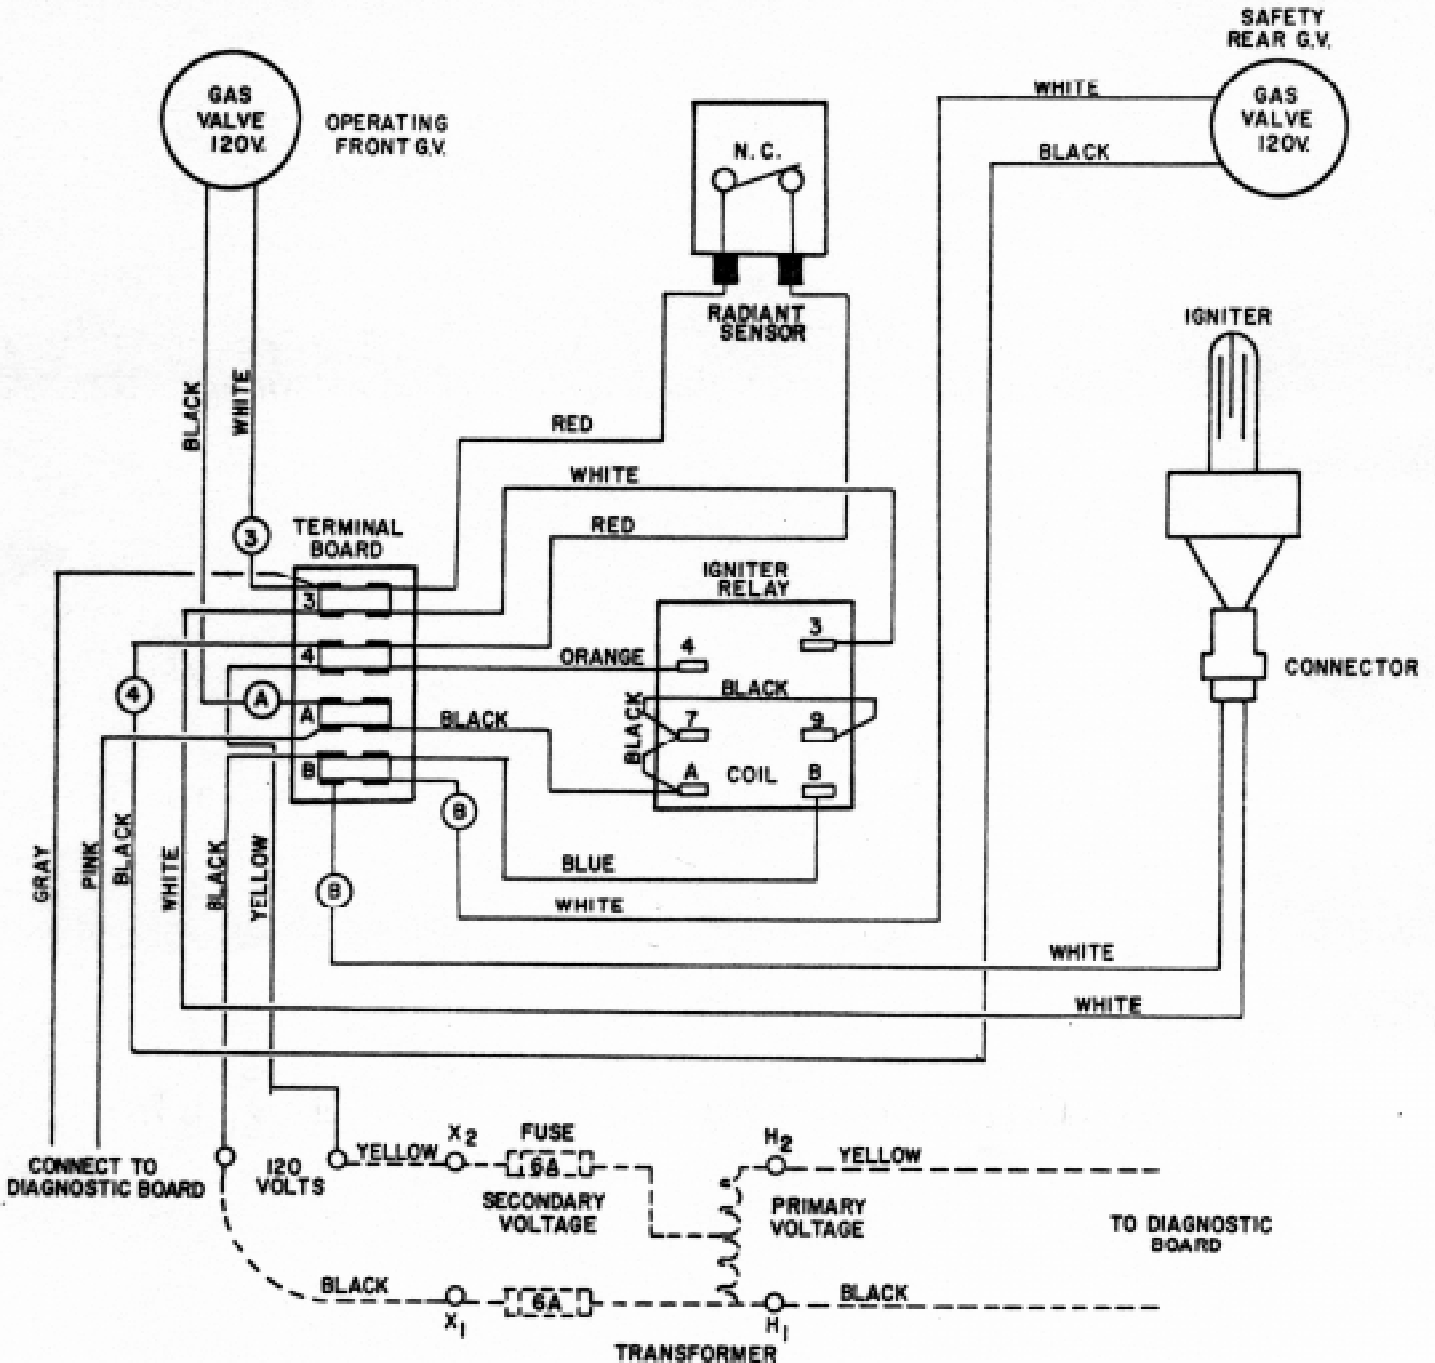 SAFETY
REAR G.V.
GAS
VALVE
120V.
OPERATING
FRONT G.V.
N.C.
WHITE
BLACK
GAS
VALVE
120V.
RADIANT
SENSOR
IGNITER
BLACK
WHITE
RED
WHITE
RED
3
TERMINAL
BOARD
IGNITER
RELAY
3
4
A
B
4
A
ORANGE
4
3
BLACK
BLACK
BLACK
7
9
A
COIL
B
CONNECTOR
B
B
BLUE
WHITE
GRAY
PINK
BLACK
WHITE
BLACK
YELLOW
WHITE
WHITE
CONNECT TO
DIAGNOSTIC BOARD
120
VOLTS
YELLOW
X2
FUSE
6A
SECONDARY
VOLTAGE
H2
YELLOW
PRIMARY
VOLTAGE
TO DIAGNOSTIC
BOARD
BLACK
X1
6A
H1
BLACK
TRANSFORMER